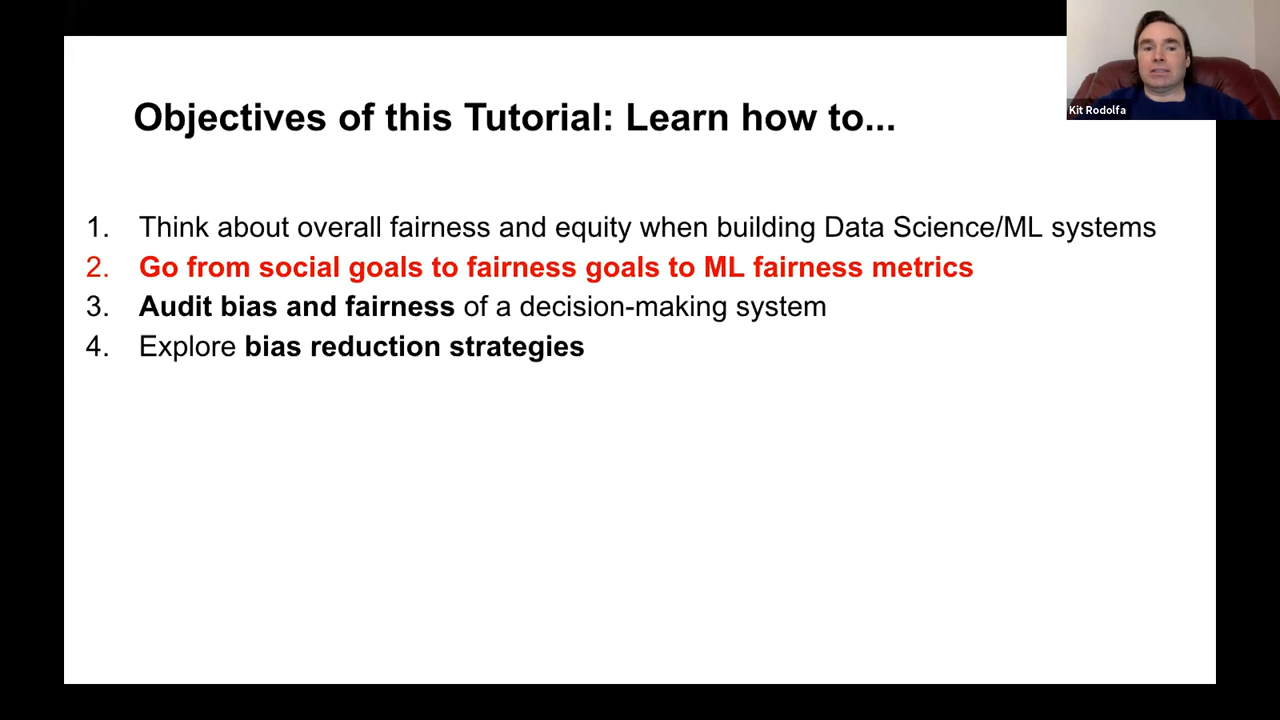 Objectives of this Tutorial: Learn how to...
Kit Rodolfa
1. Think about overall fairness and equity when building Data Science/ML systems
2. Go from social goals to fairness goals to ML fairness metrics
3. Audit bias and fairness of a decision-making system
4. Explore bias reduction strategies